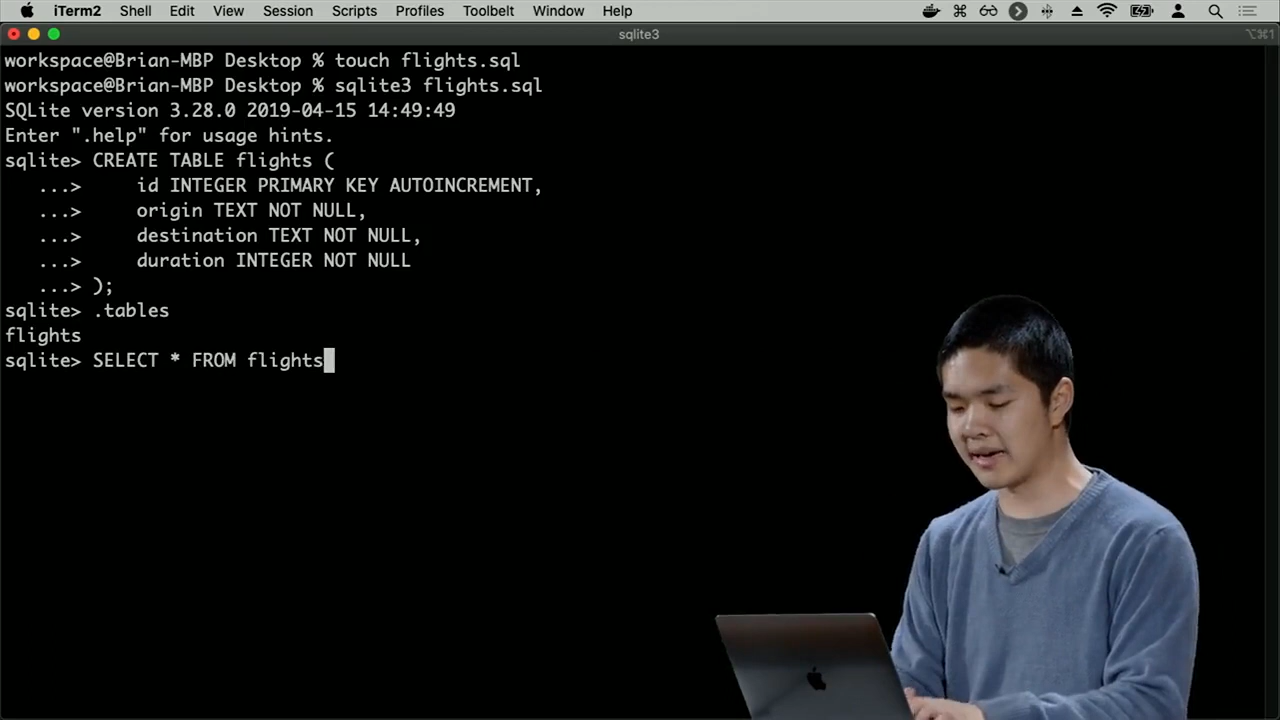 iTerm2 Shell Edit View Session Scripts Profiles Toolbelt Window Help
sqlite3 ⌥⌘1
workspace@Brian-MBP Desktop % touch flights.sql
workspace@Brian-MBP Desktop % sqlite3 flights.sql
SQLite version 3.28.0 2019-04-15 14:49:49
Enter ".help" for usage hints.
sqlite> CREATE TABLE flights (
   ...>     id INTEGER PRIMARY KEY AUTOINCREMENT,
   ...>     origin TEXT NOT NULL,
   ...>     destination TEXT NOT NULL,
   ...>     duration INTEGER NOT NULL
   ...> );
sqlite> .tables
flights
sqlite> SELECT * FROM flights